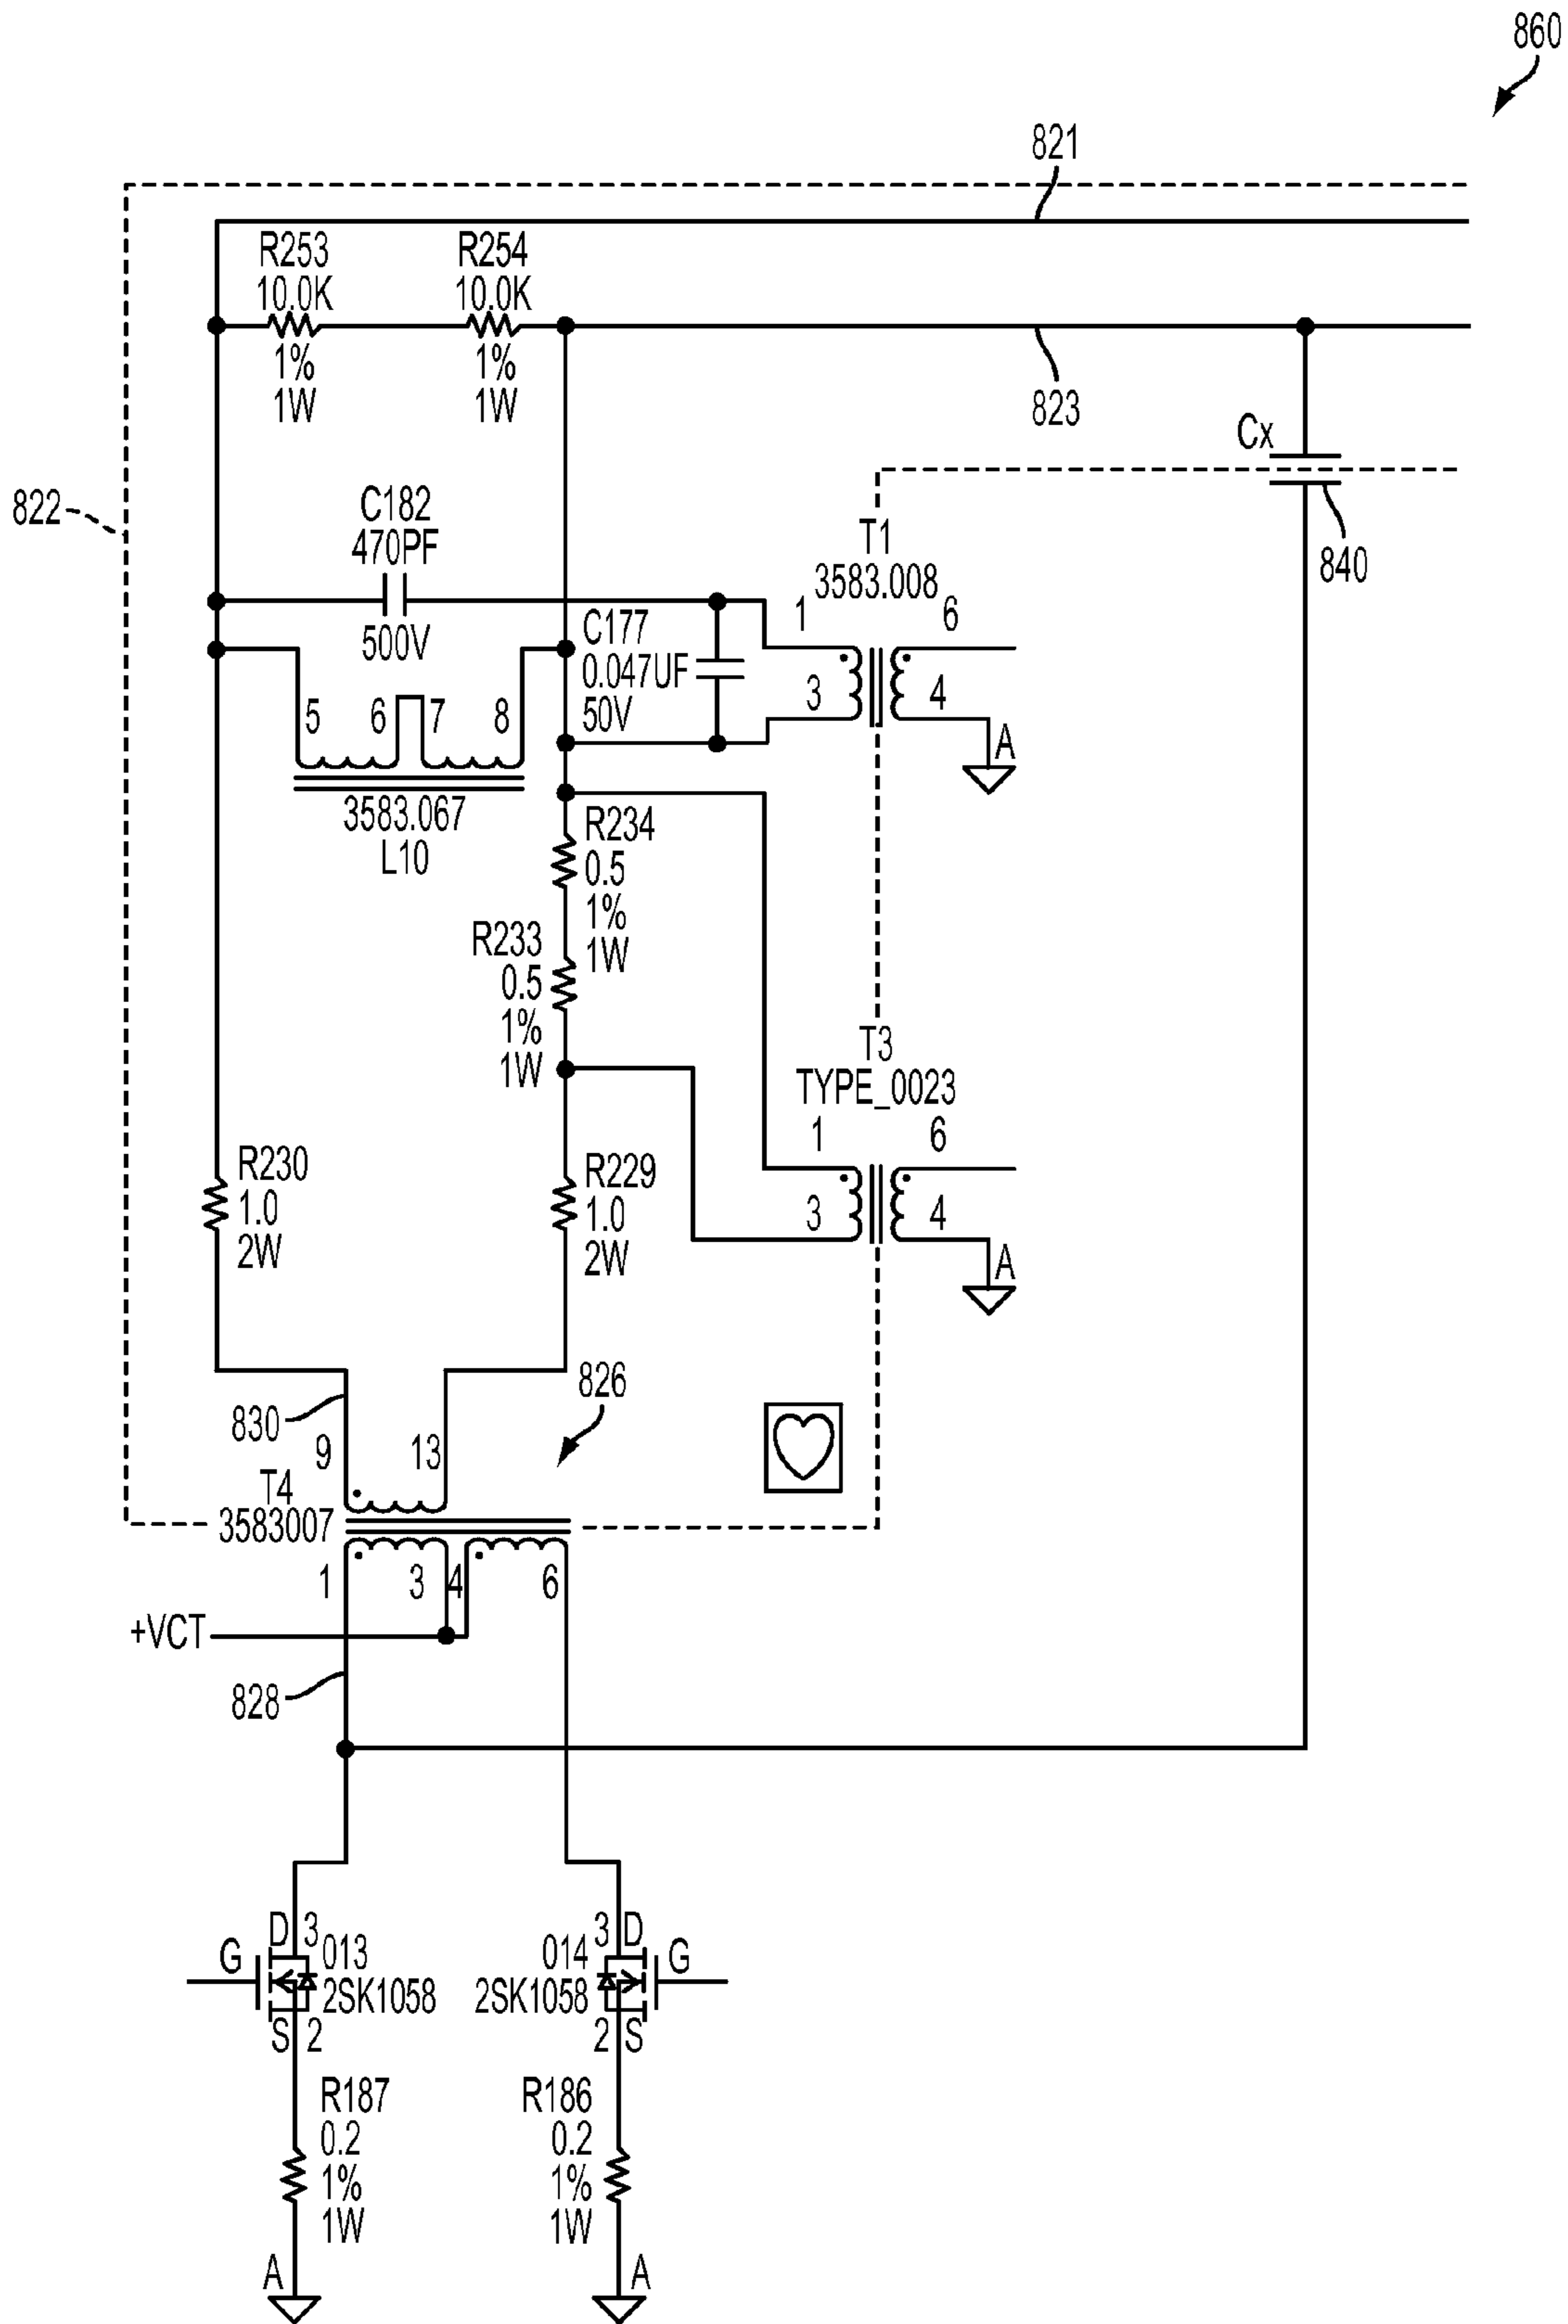 860
821
R253
10.0K
1%
1W
R254
10.0K
1%
1W
823
Cx
840
822
C182
470PF
500V
T1
3583.008
1
6
3
4
A
C177
0.047UF
50V
5
6
7
8
3583.067
L10
R234
0.5
1%
1W
R233
0.5
1%
1W
T3
TYPE_0023
1
6
3
4
A
R230
1.0
2W
R229
1.0
2W
826
830
9
13
T4
3583007
1
3
4
6
+VCT
828
D
3
G
013
2SK1058
S
2
3
D
014
G
2SK1058
2
S
R187
0.2
1%
1W
R186
0.2
1%
1W
A
A